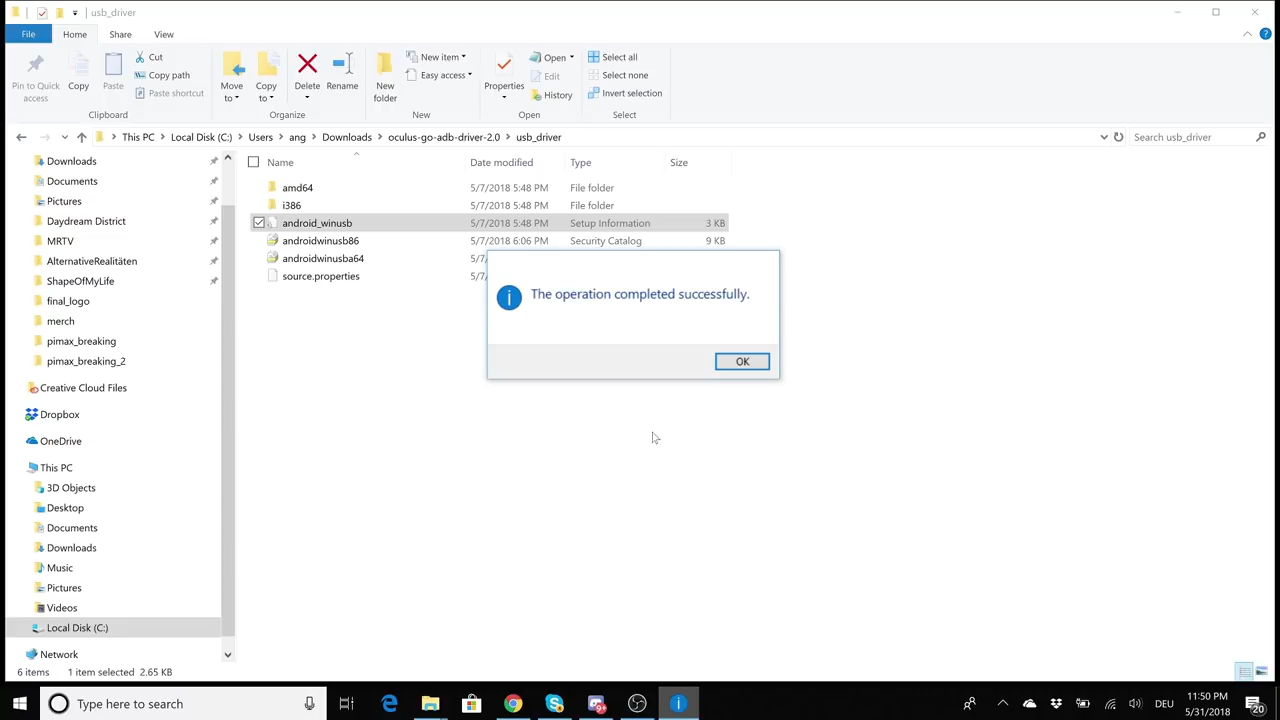 usb_driver
File
Home
Share
View
Pin to Quick access
Copy
Paste
Cut
Copy path
Paste shortcut
Clipboard
Move to
Copy to
Delete
Rename
Organize
New folder
New item
Easy access
New
Properties
Open
Edit
History
Open
Select all
Select none
Invert selection
Select
This PC
Local Disk (C:)
Users
ang
Downloads
oculus-go-adb-driver-2.0
usb_driver
Search usb_driver
Downloads
Documents
Pictures
Daydream District
MRTV
AlternativeRealitäten
ShapeOfMyLife
final_logo
merch
pimax_breaking
pimax_breaking_2
Creative Cloud Files
Dropbox
OneDrive
This PC
3D Objects
Desktop
Documents
Downloads
Music
Pictures
Videos
Local Disk (C:)
Network
Name Date modified Type Size
amd64 5/7/2018 5:48 PM File folder
i386 5/7/2018 5:48 PM File folder
android_winusb 5/7/2018 5:48 PM Setup Information 3 KB
androidwinusb86 5/7/2018 6:06 PM Security Catalog 9 KB
androidwinusba64 5/7/
source.properties 5/7/
The operation completed successfully.
OK
6 items 1 item selected 2.65 KB
Type here to search
DEU
11:50 PM
5/31/2018
20